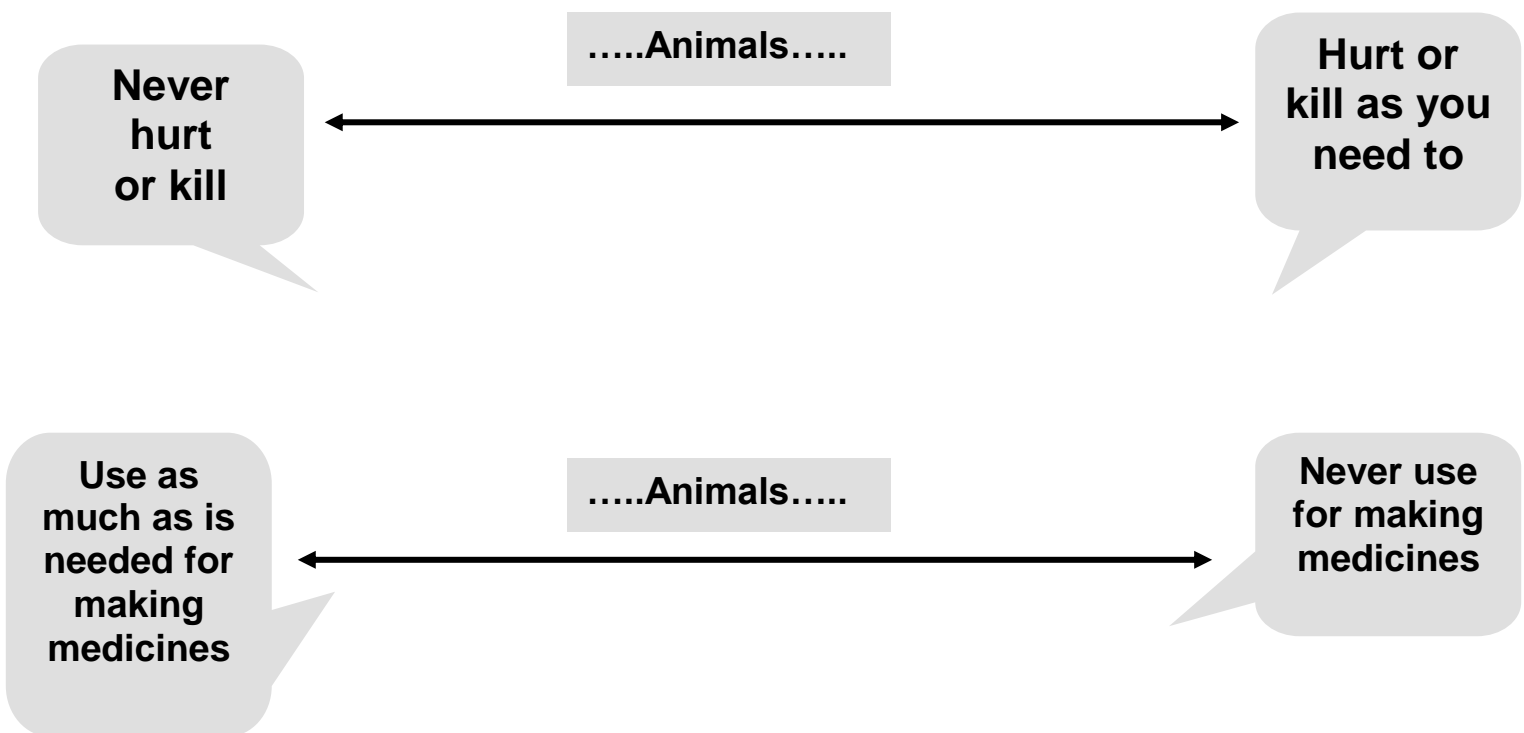 …..Animals…..
Never
hurt
or kill
Hurt or
kill as you
need to
…..Animals…..
Use as
much as is
needed for
making
medicines
Never use
for making
medicines